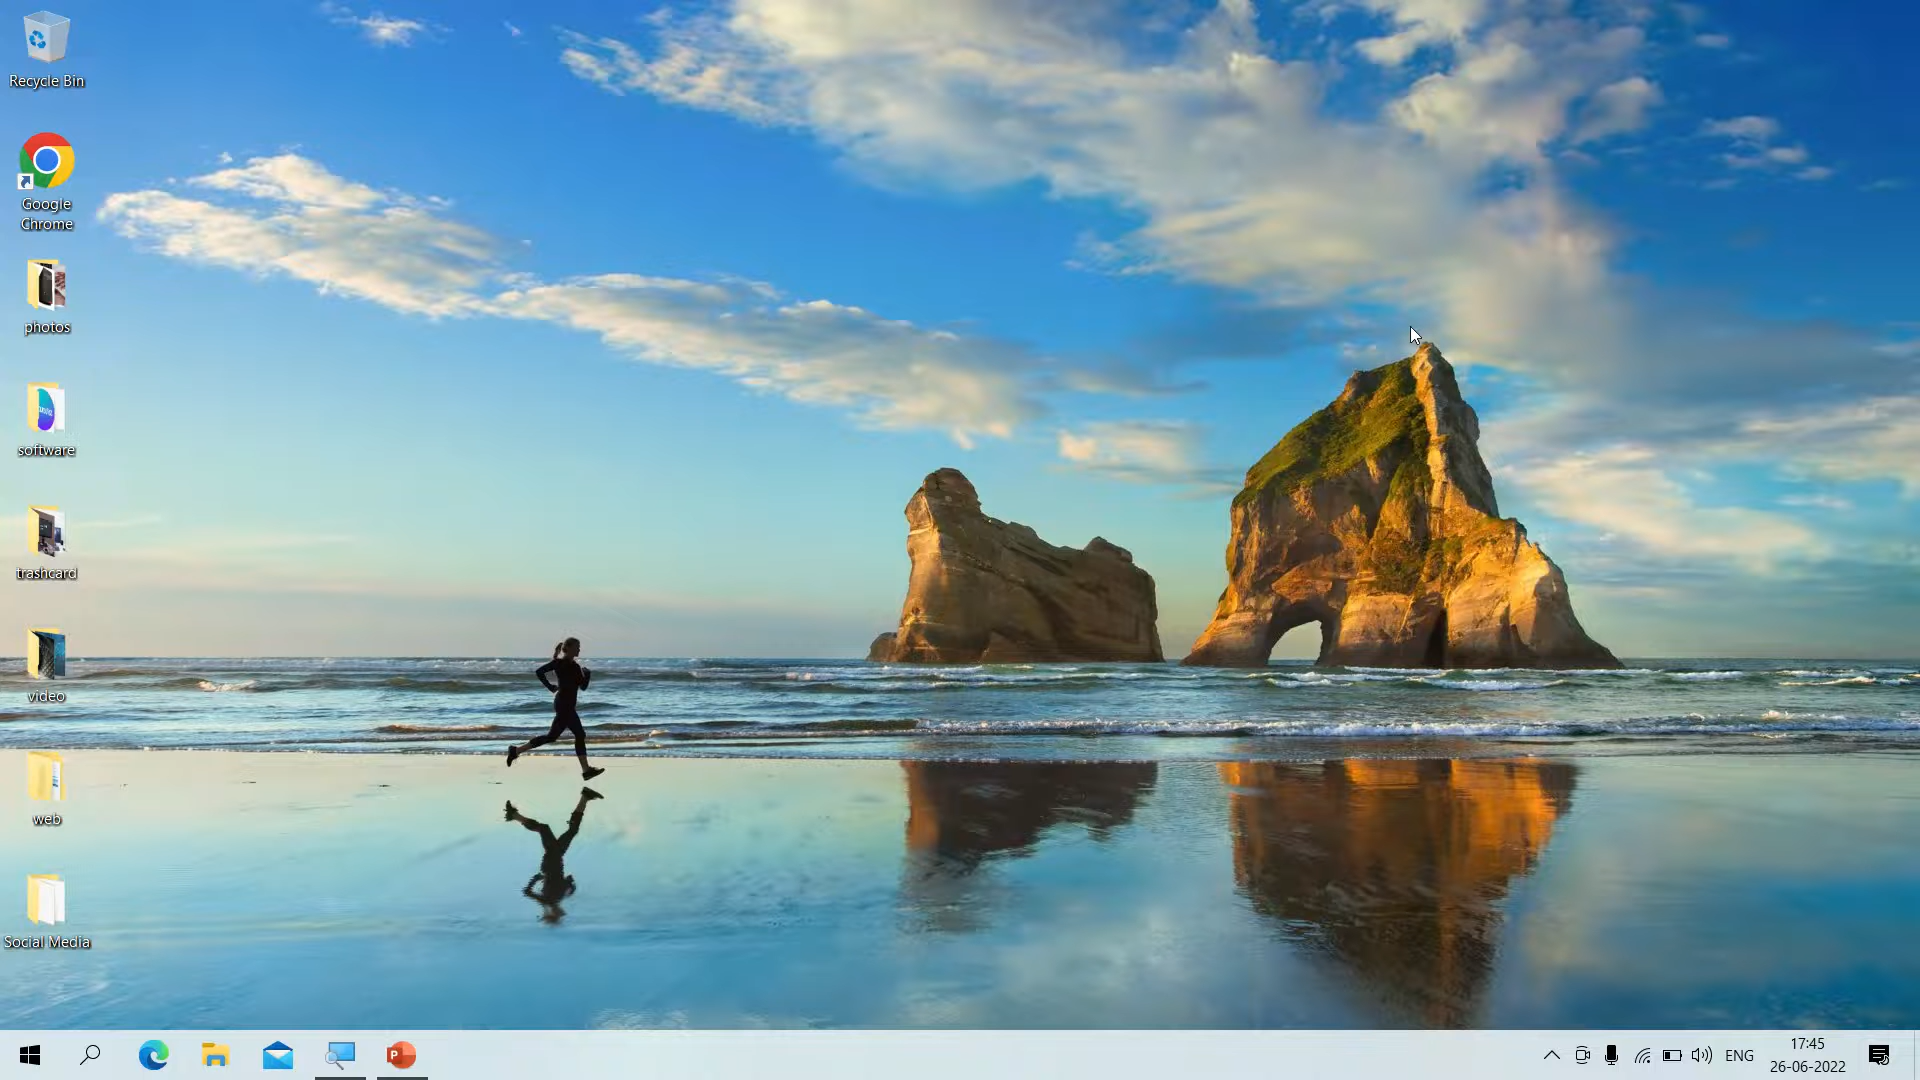 Recycle Bin
Google
Chrome
photos
software
trashcard
video
web
Social Media
P
ENG
17:45
26-06-2022